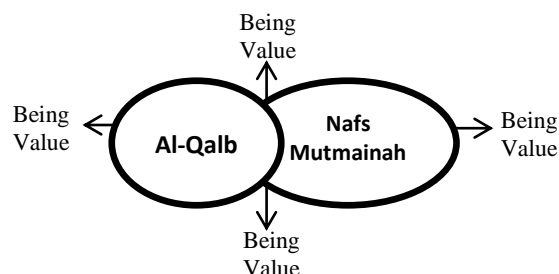 Being
Value
Being
Value
Al-Qalb
Nafs
Mutmainah
Being
Value
Being
Value